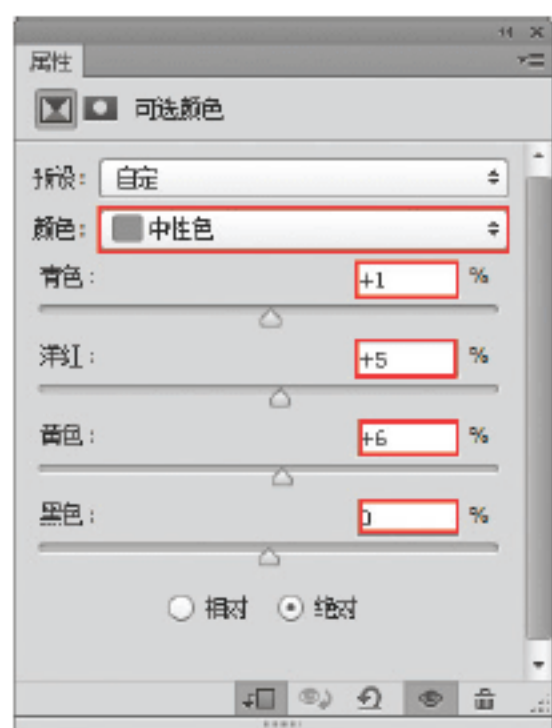 属性
可选颜色
预设： 自定
颜色： 中性色
青色： +1 %
洋红： +5 %
黄色： +6 %
黑色： 0 %
相对 绝对